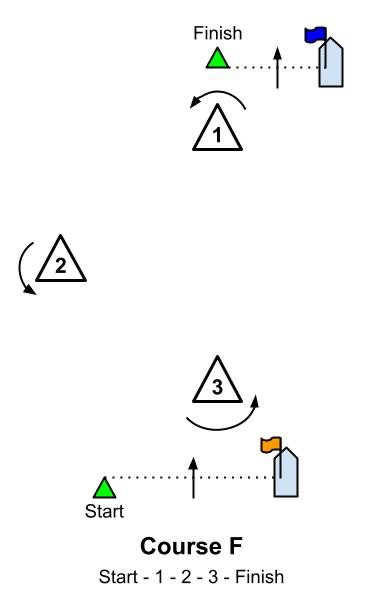 Finish
1
2
3
Start
Course F
Start - 1 - 2 - 3 - Finish